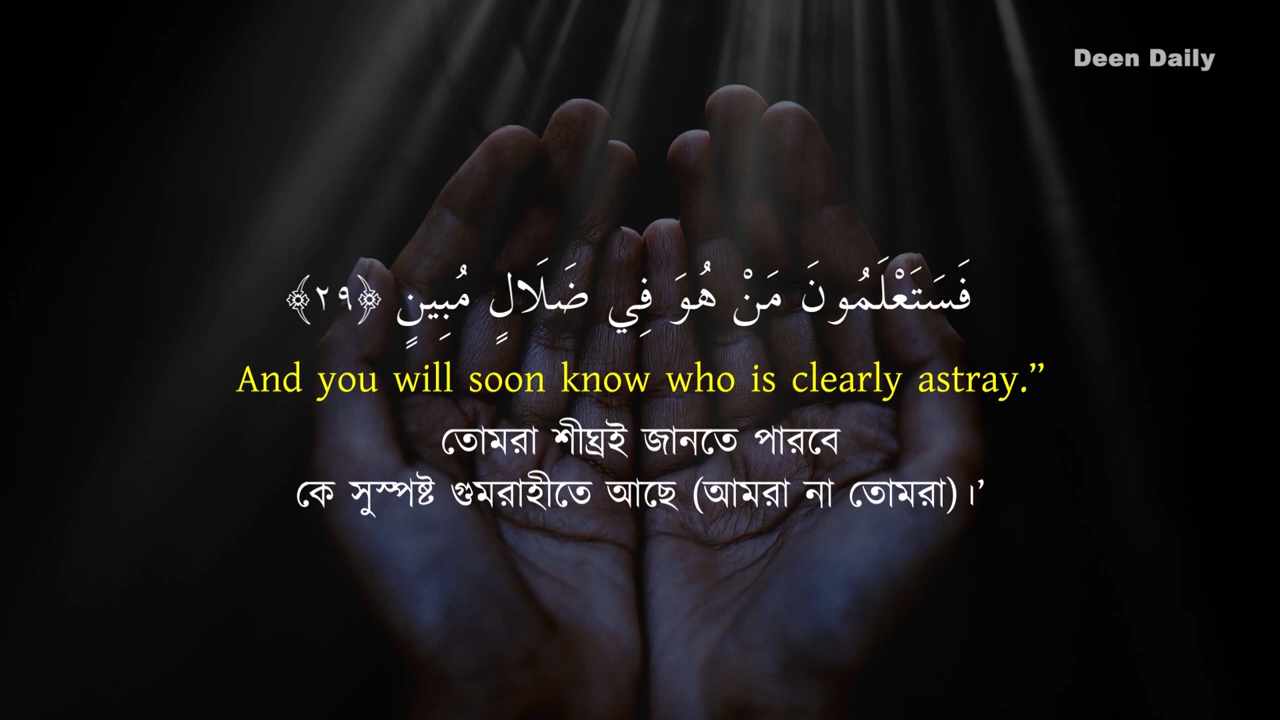 Deen Daily
فَسَتَعْلَمُونَ مَنْ هُوَ فِي ضَلَالٍ مُبِينٍ ﴿٢٩﴾
And you will soon know who is clearly astray.”
তোমরা শীঘ্রই জানতে পারবে
কে সুস্পষ্ট গুমরাহীতে আছে (আমরা না তোমরা)।’